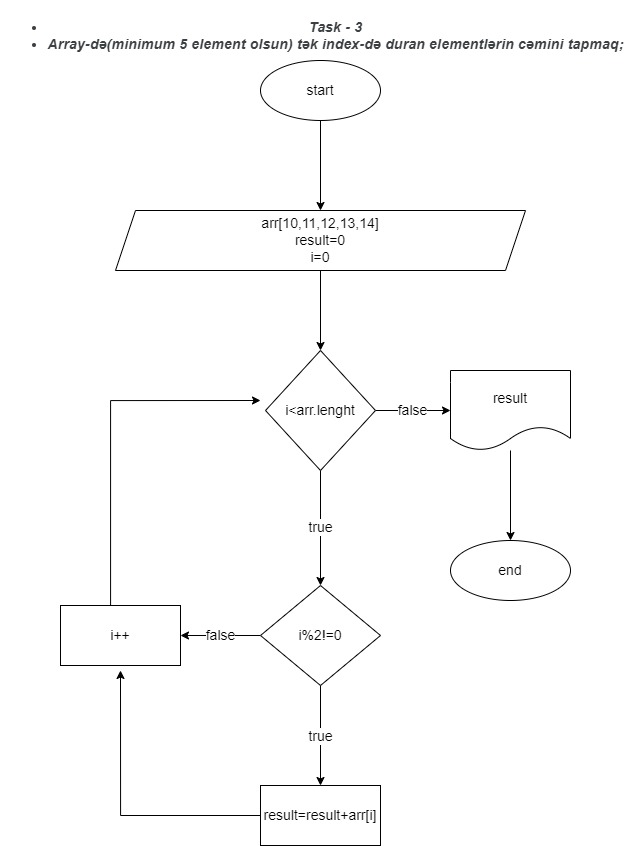 Task - 3
Array-də(minimum 5 element olsun) tək index-də duran elementlərin cəmini tapmaq;
start
arr[10,11,12,13,14]
result=0
i=0
i<arr.lenght
false
result
true
end
i++
false
i%2!=0
true
result=result+arr[i]